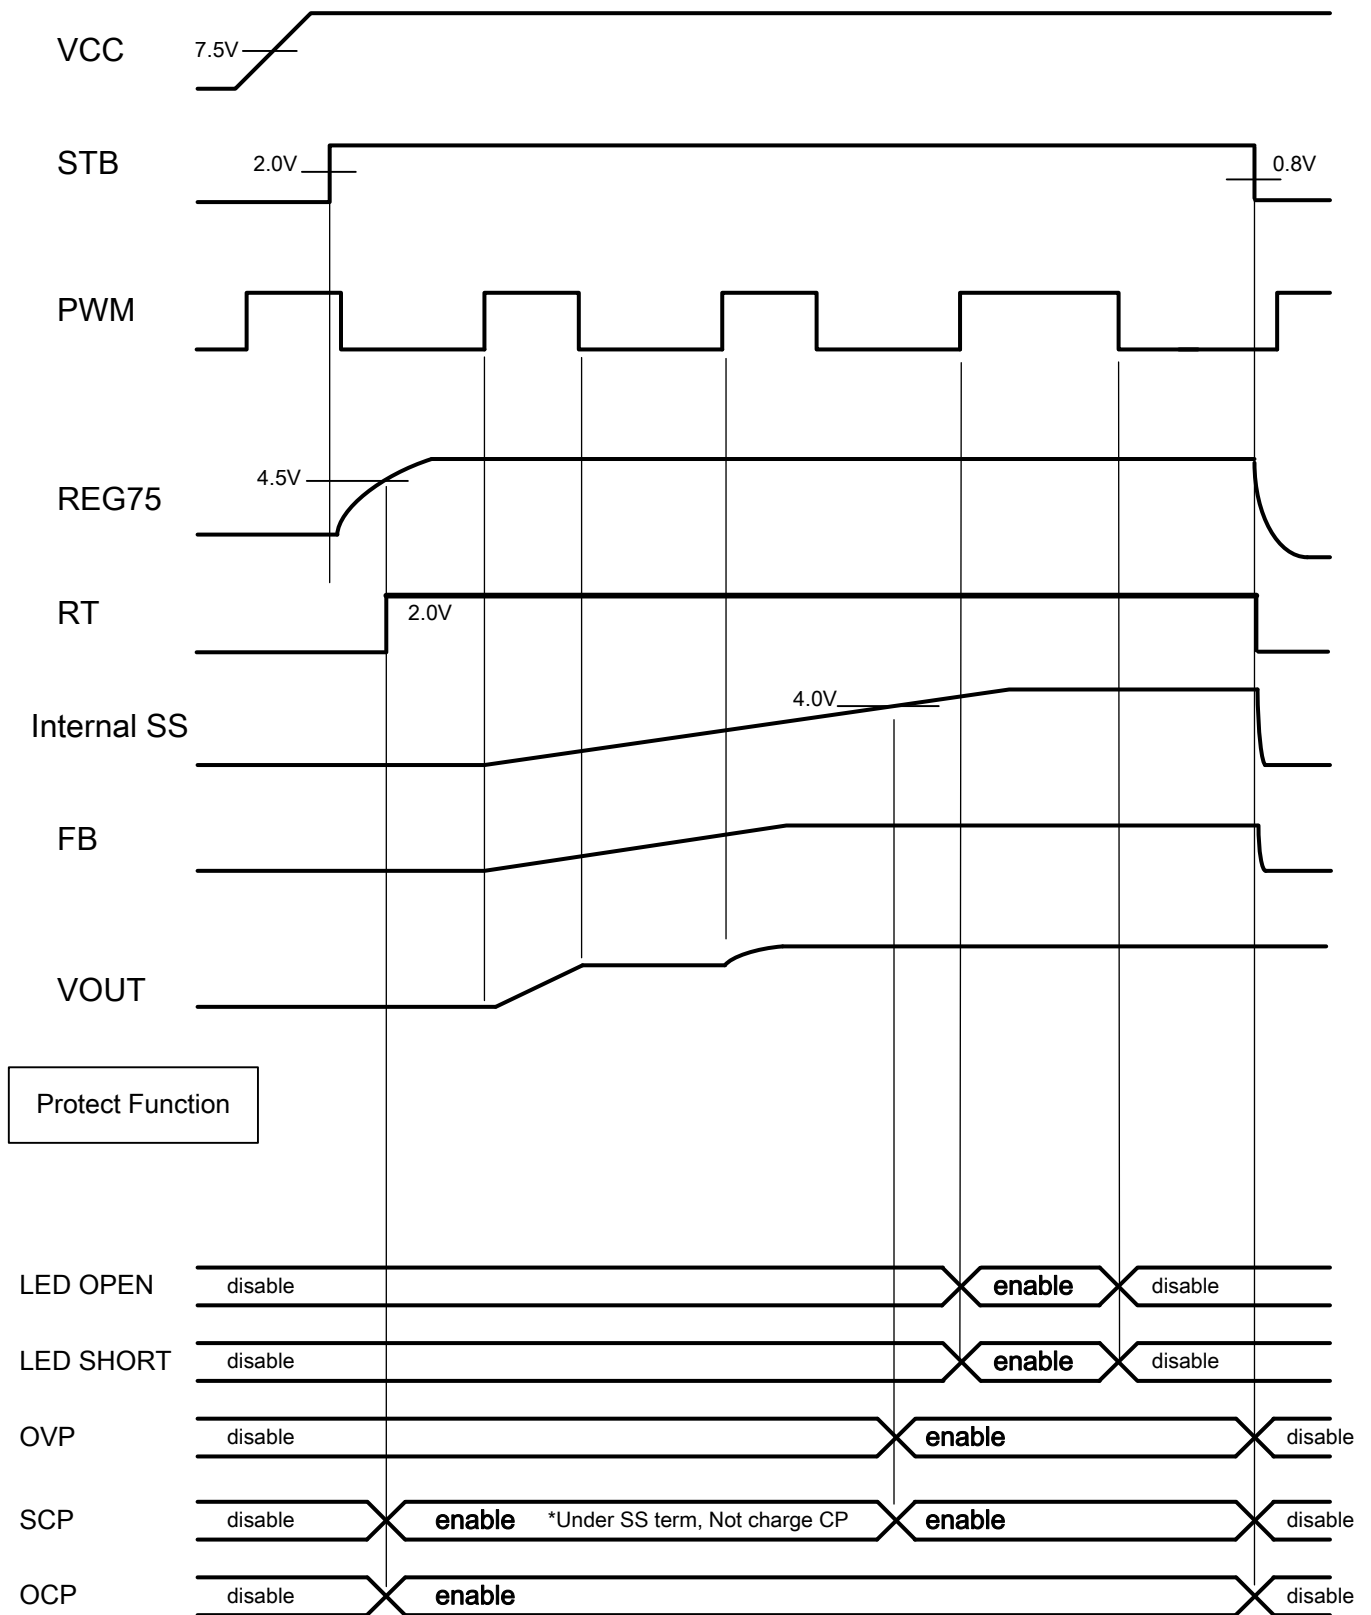 VCC 7.5V
STB 2.0V 0.8V
PWM
REG75 4.5V
RT 2.0V
Internal SS 4.0V
FB
VOUT
Protect Function
LED OPEN disable enable disable
LED SHORT disable enable disable
OVP disable enable disable
SCP disable enable *Under SS term, Not charge CP enable disable
OCP disable enable disable